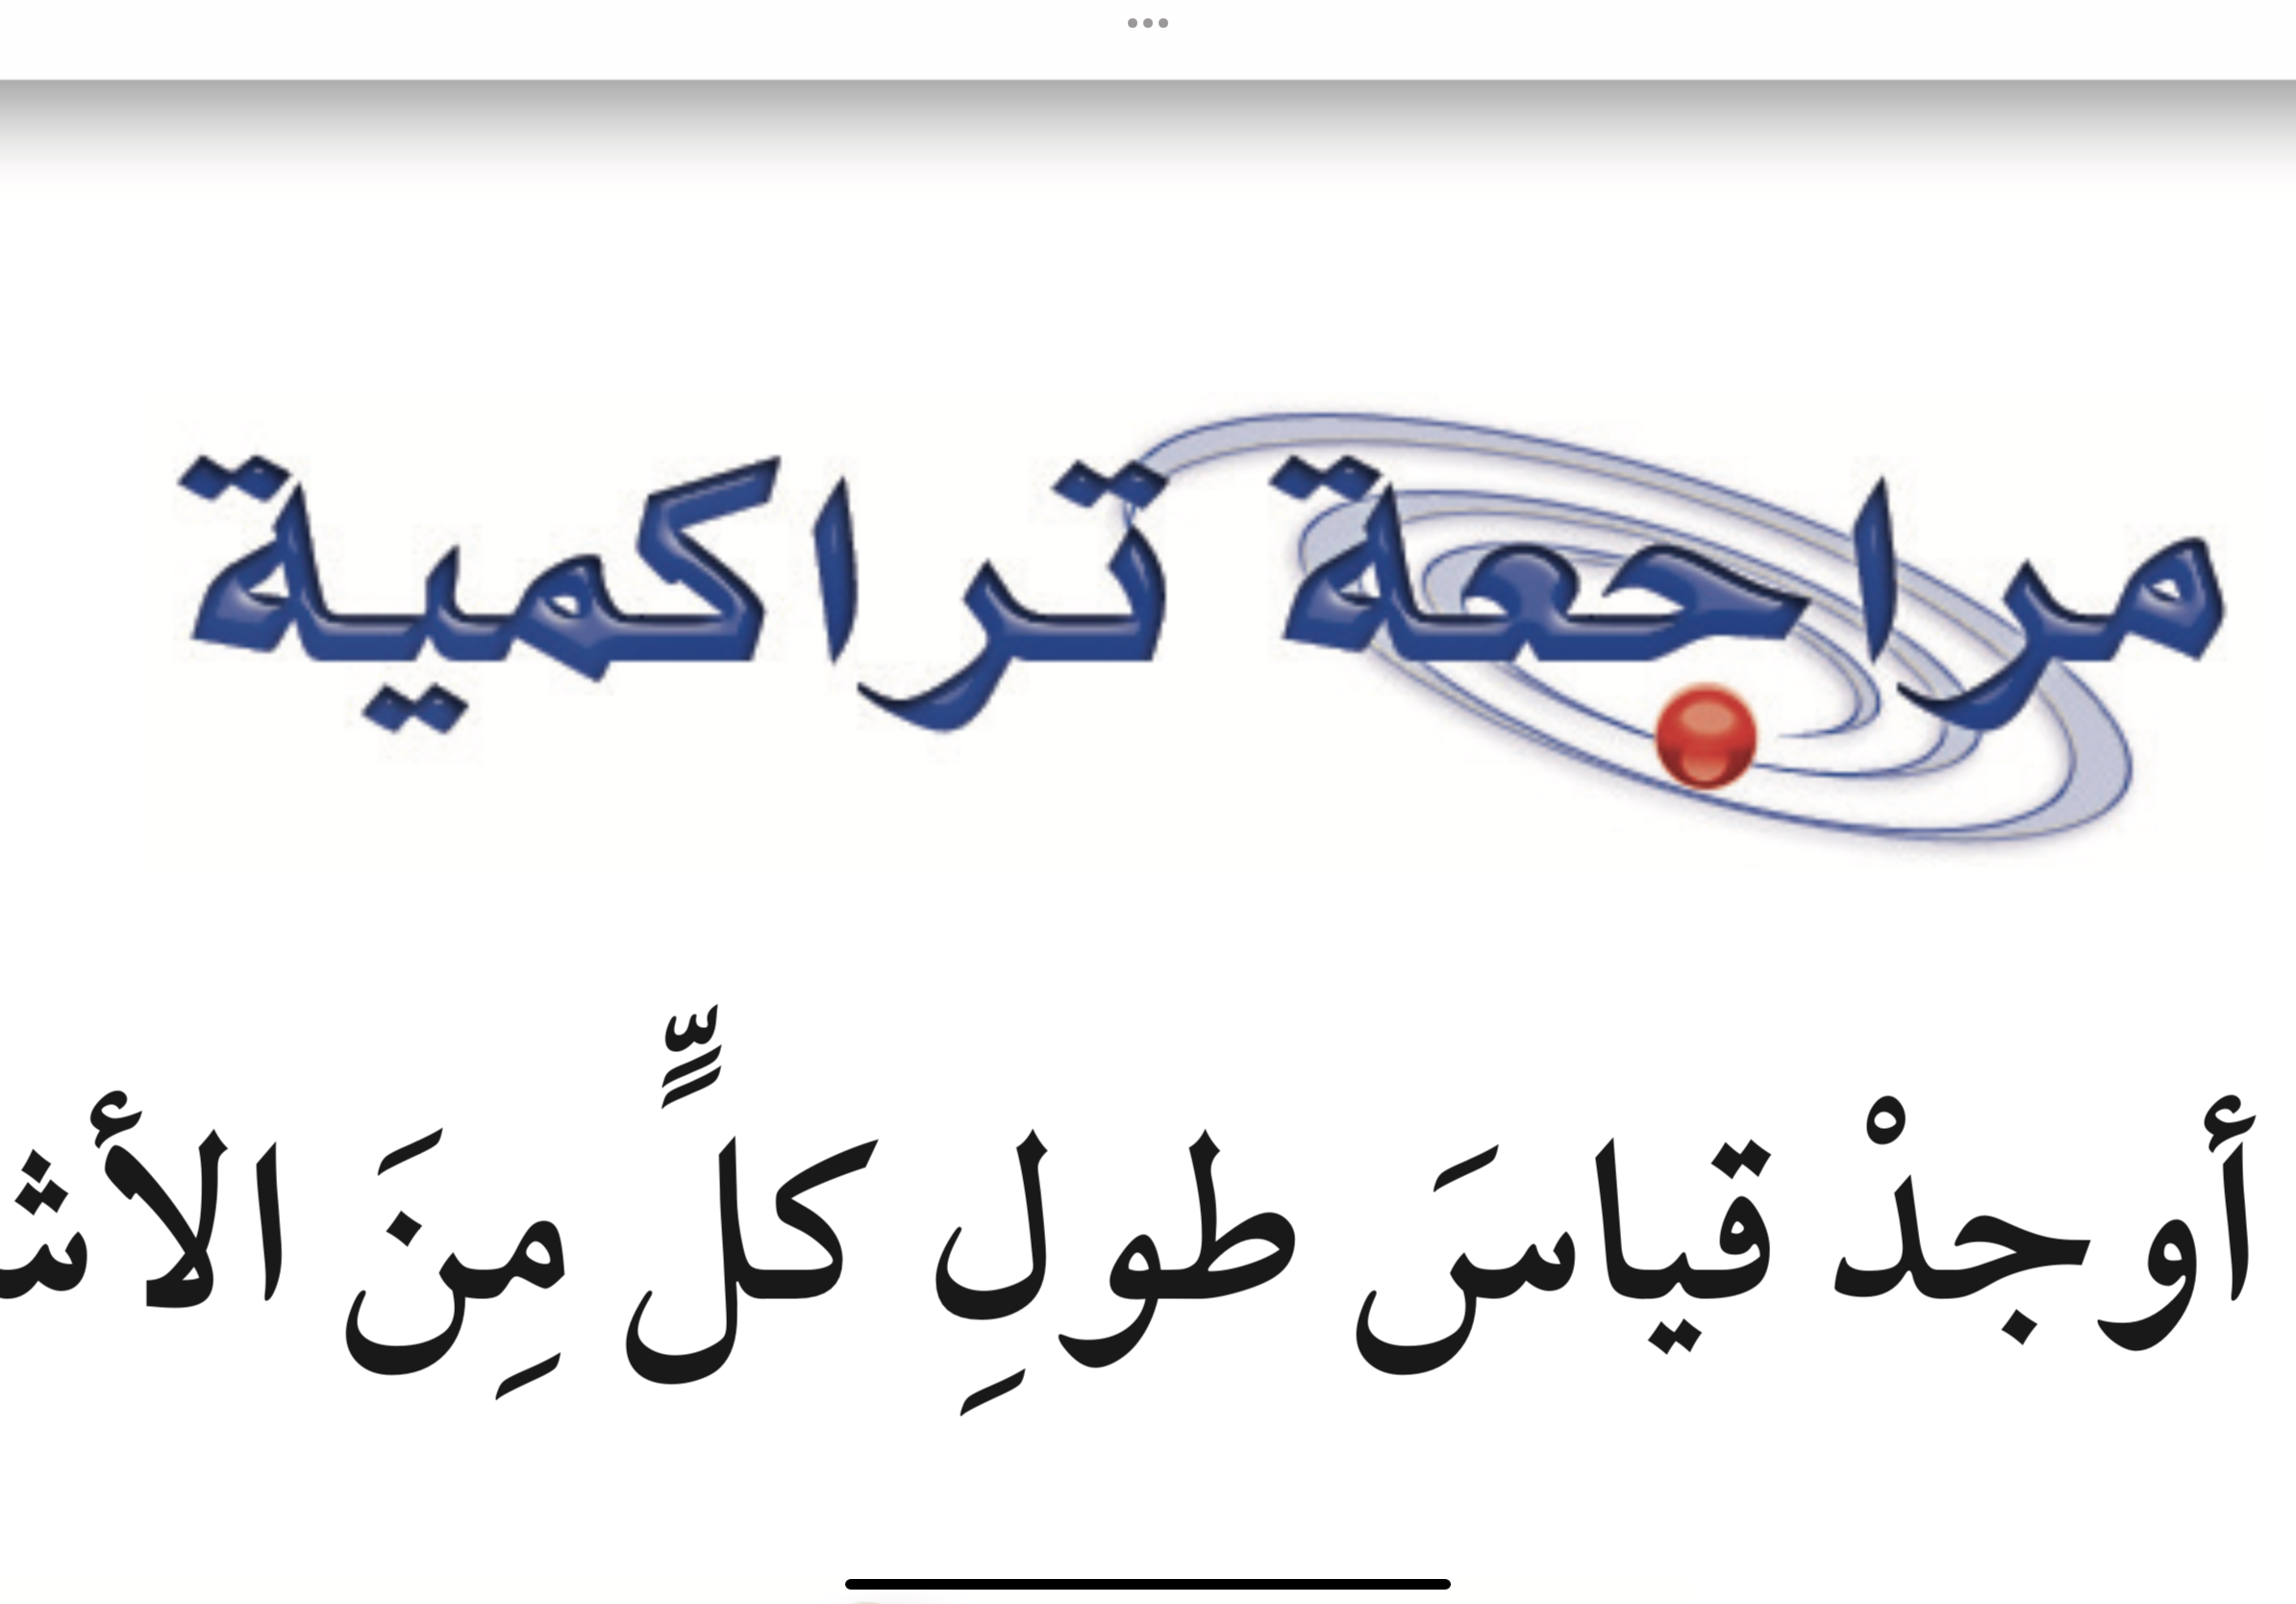 مراجعة تراكمية
أوجدْ قياسَ طولِ كلٍّ مِنَ